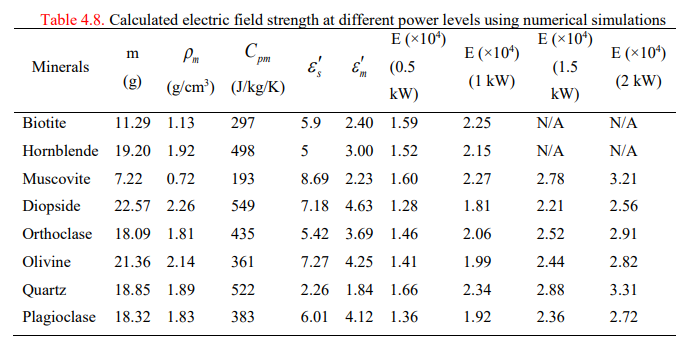 Table 4.8. Calculated electric field strength at different power levels using numerical simulations
Minerals m (g) ρm (g/cm³) Cpm (J/kg/K) ε′s ε′m E (×10⁴) (0.5 kW) E (×10⁴) (1 kW) E (×10⁴) (1.5 kW) E (×10⁴) (2 kW)
Biotite 11.29 1.13 297 5.9 2.40 1.59 2.25 N/A N/A
Hornblende 19.20 1.92 498 5 3.00 1.52 2.15 N/A N/A
Muscovite 7.22 0.72 193 8.69 2.23 1.60 2.27 2.78 3.21
Diopside 22.57 2.26 549 7.18 4.63 1.28 1.81 2.21 2.56
Orthoclase 18.09 1.81 435 5.42 3.69 1.46 2.06 2.52 2.91
Olivine 21.36 2.14 361 7.27 4.25 1.41 1.99 2.44 2.82
Quartz 18.85 1.89 522 2.26 1.84 1.66 2.34 2.88 3.31
Plagioclase 18.32 1.83 383 6.01 4.12 1.36 1.92 2.36 2.72